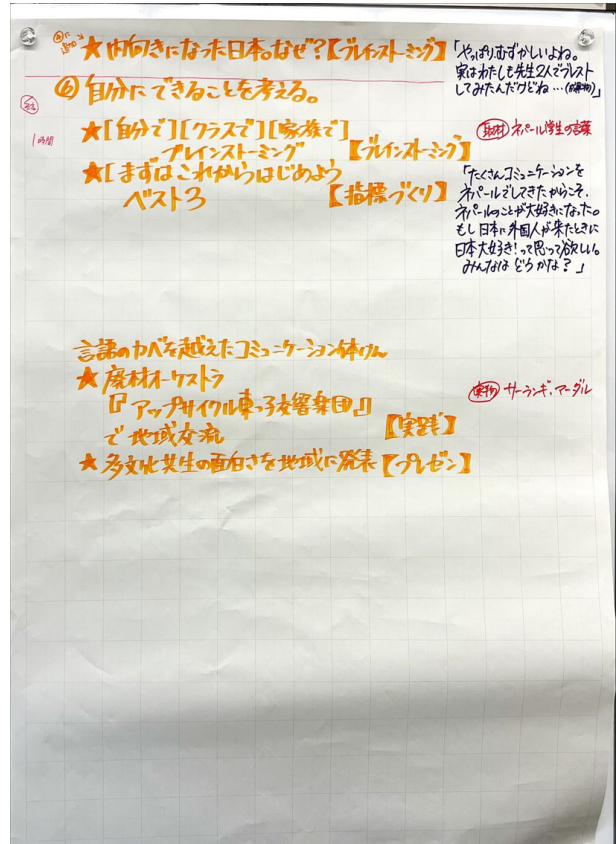 ④に
追加↓
★内向きになった日本。なぜ？【ブレインストーミング】
「やっぱりむずかしいよね。
実はわたしも先生2人でブレスト
してみたんだけどね…
⑥自分にできることを考える。
1時間
★[自分で][クラスで][家族で]
ブレインストーミング 【ブレインストーミング】
★[まずはこれからはじめよう
ベスト3 【指標づくり】
取材 ネパール学生の言葉
「たくさんコミュニケーションを
ネパールでしてきたからこそ、
ネパールのことが大好きになった。
もし日本に外国人が来たときに
日本大好き！って思って欲しい。
みんなはどうかな？」
言語のカベを越えたコミュニケーション体けん
★廃材オーケストラ
『アップサイクル東っ子交響楽団』
で地域交流 【実践】
実物 サーランギ、マーダル
★多文化共生の面白さを地域に発表【プレゼン】